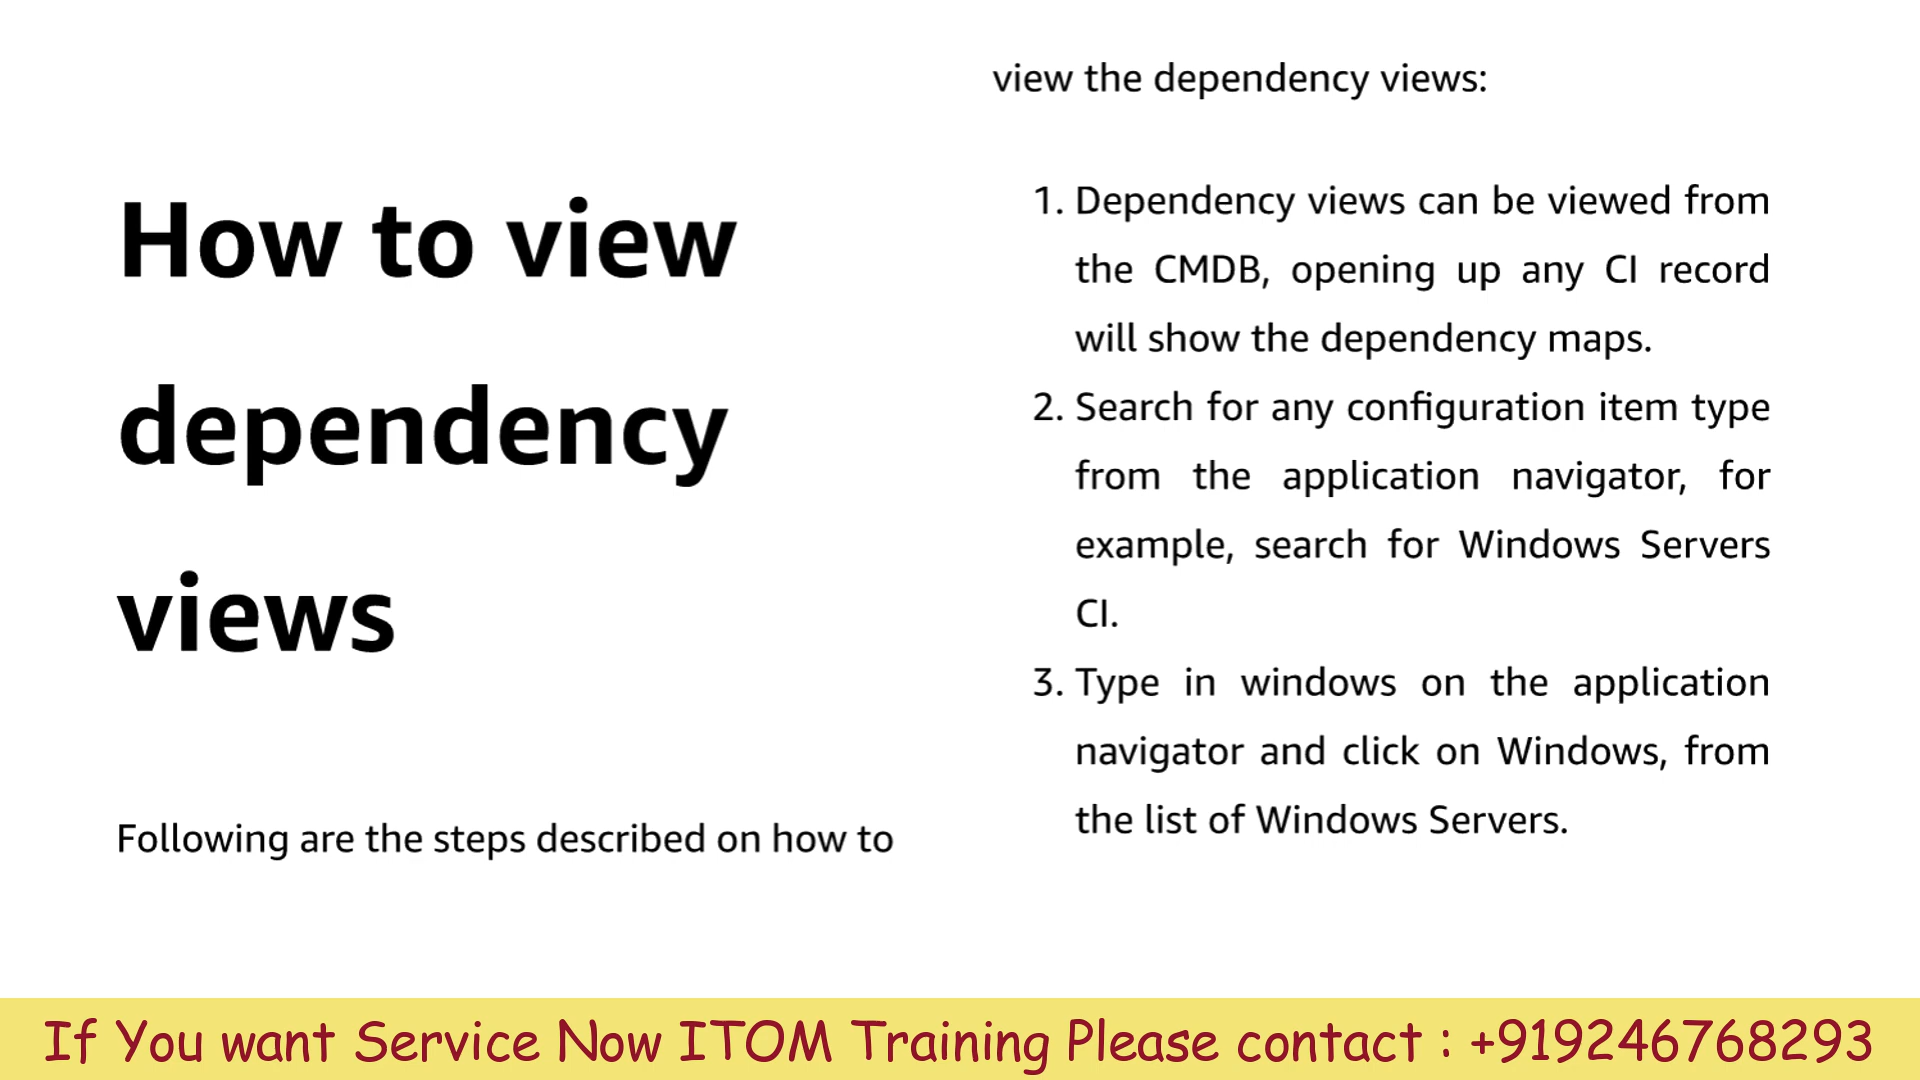 How to view
dependency
views
Following are the steps described on how to
view the dependency views:
1. Dependency views can be viewed from
the CMDB, opening up any CI record
will show the dependency maps.
2. Search for any configuration item type
from the application navigator, for
example, search for Windows Servers
CI.
3. Type in windows on the application
navigator and click on Windows, from
the list of Windows Servers.
If You want Service Now ITOM Training Please contact : +919246768293